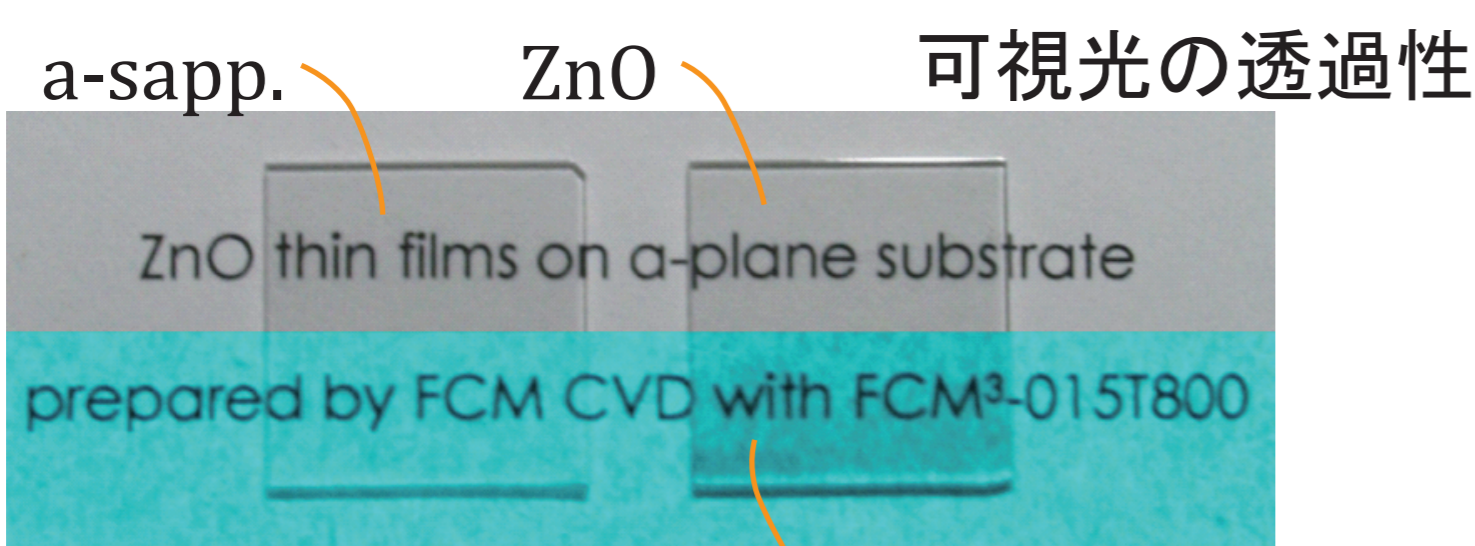 a-sapp. ZnO 可視光の透過性
ZnO thin films on a-plane substrate
prepared by FCM CVD with FCM³-015T800